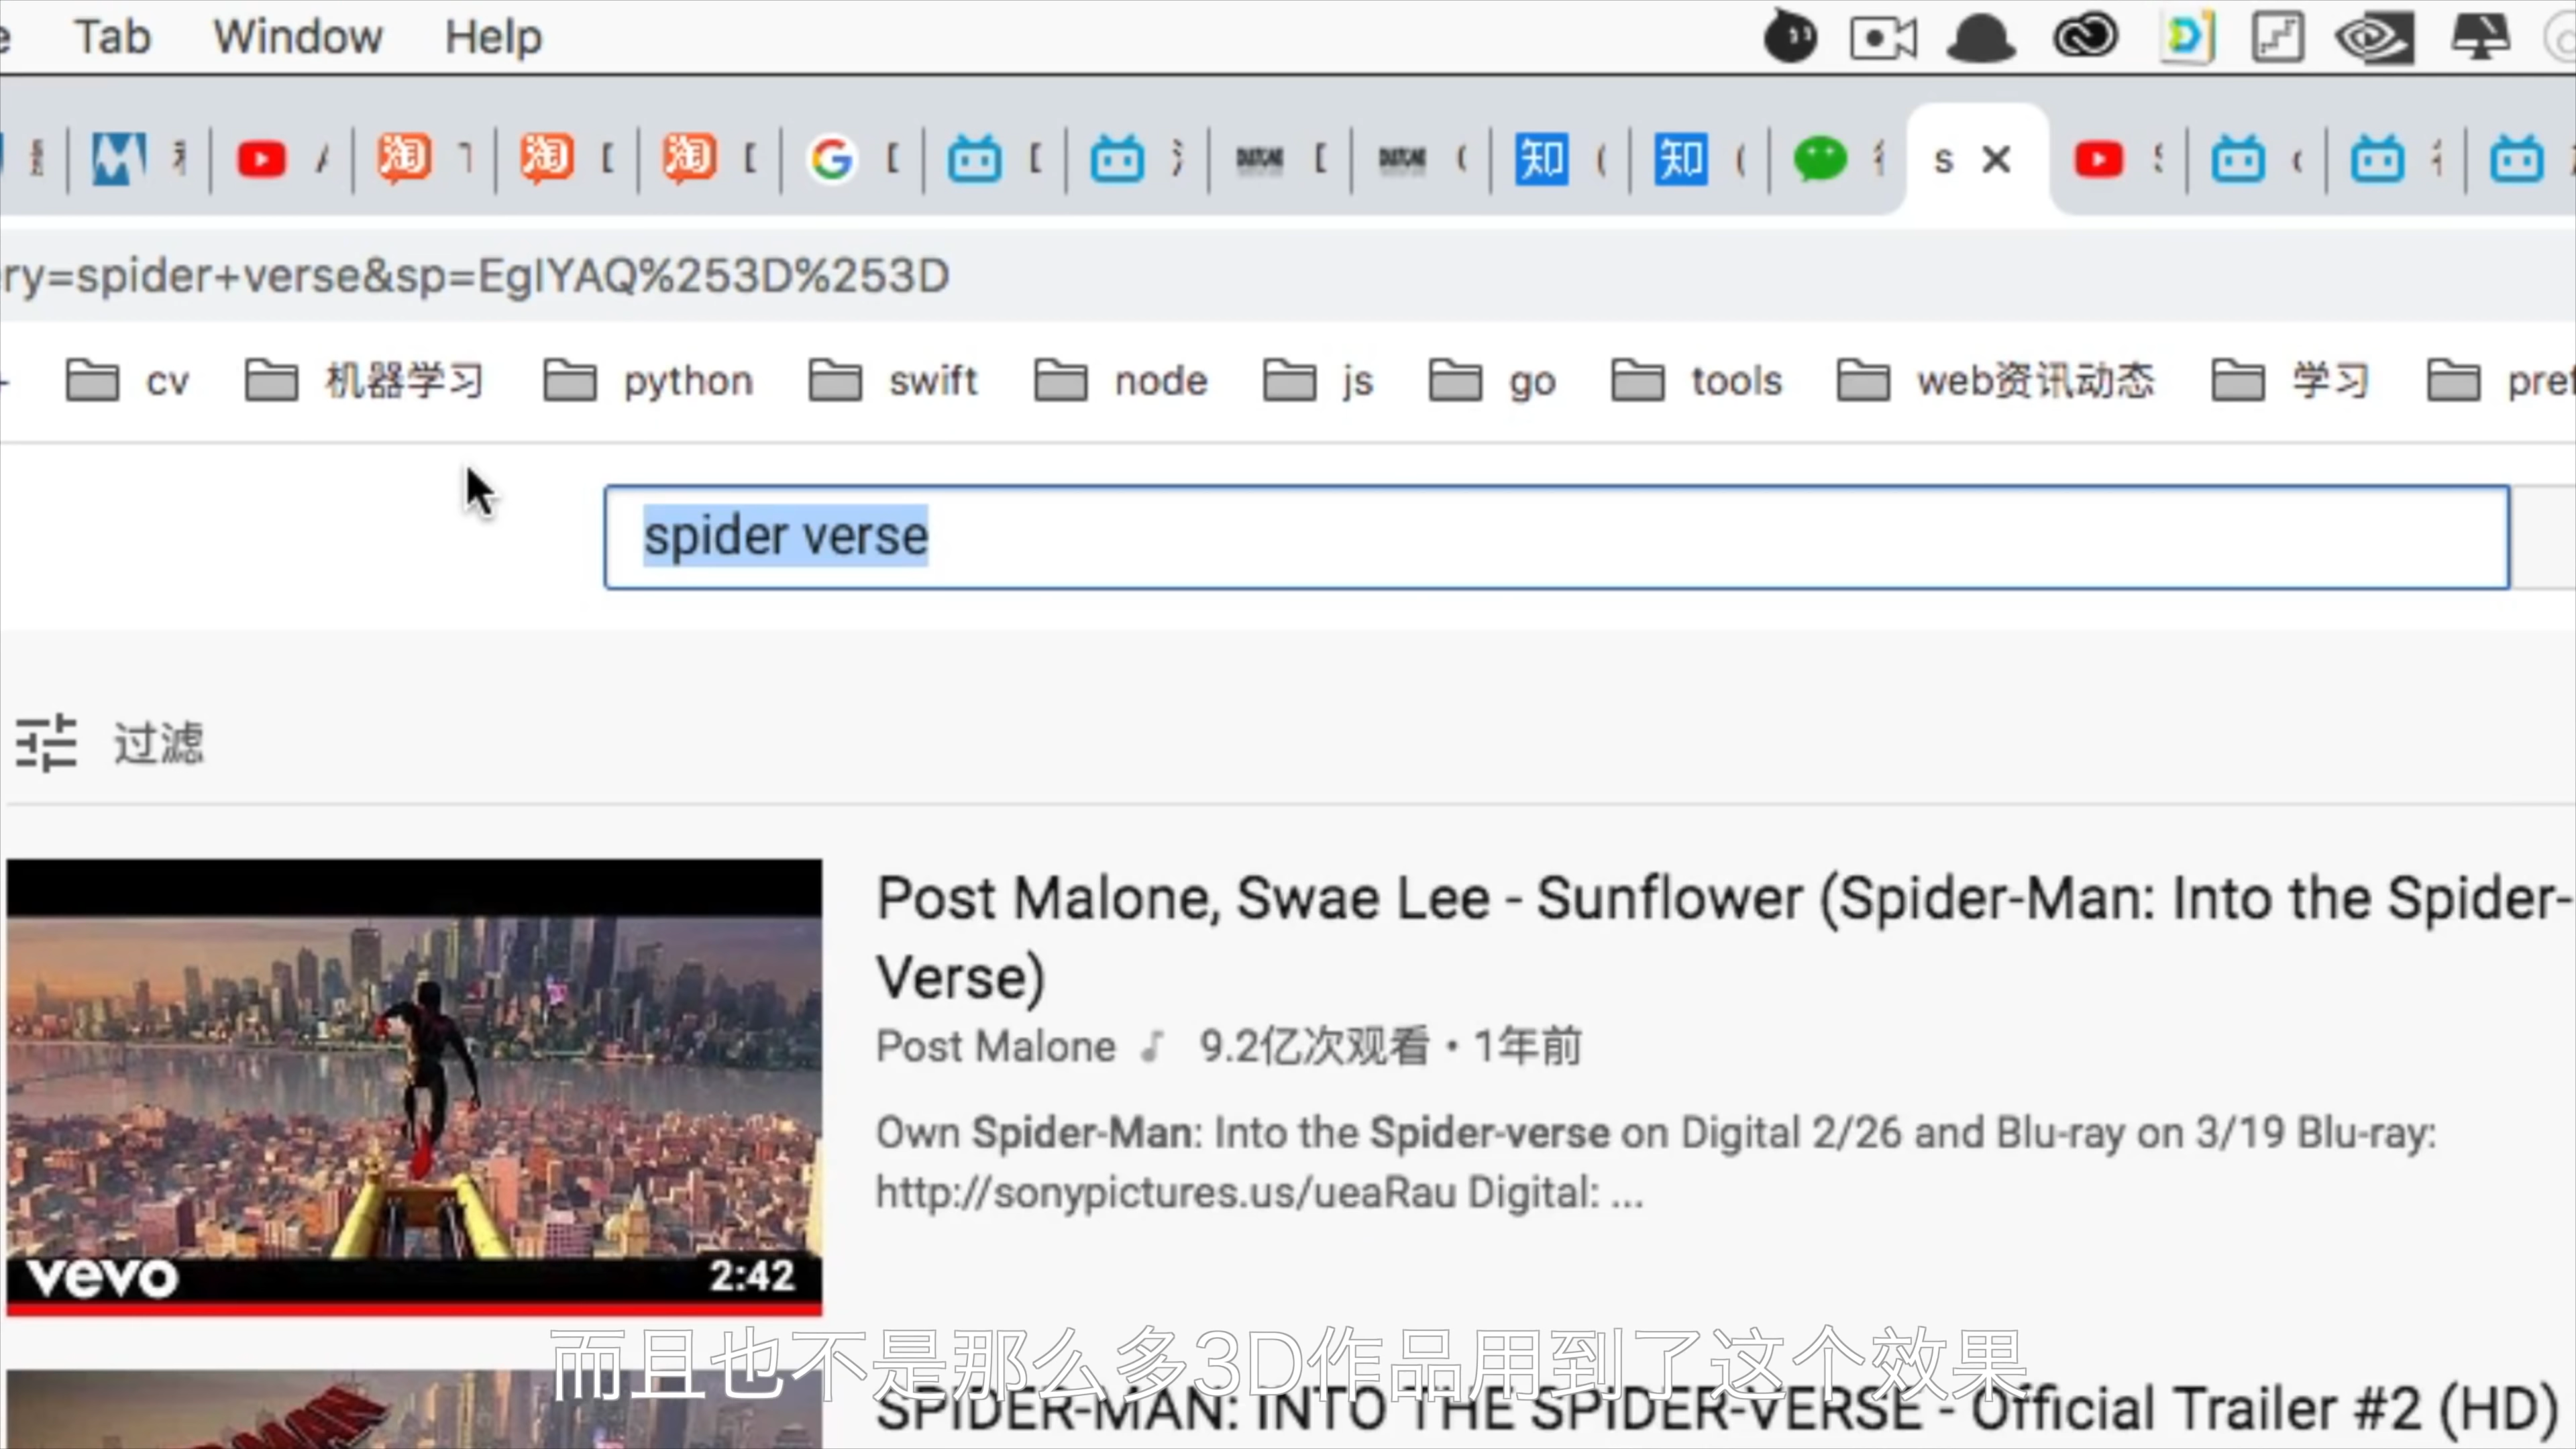 Tab Window Help
淘 淘 淘 知 知 s
ry=spider+verse&sp=EgIYAQ%253D%253D
cv 机器学习 python swift node js go tools web资讯动态 学习 pref
spider verse
过滤
Post Malone, Swae Lee - Sunflower (Spider-Man: Into the Spider-
Verse)
Post Malone 9.2亿次观看 • 1年前
Own Spider-Man: Into the Spider-verse on Digital 2/26 and Blu-ray on 3/19 Blu-ray:
http://sonypictures.us/ueaRau Digital: ...
vevo 2:42
而且也不是那么多3D作品用到了这个效果
SPIDER-MAN: INTO THE SPIDER-VERSE - Official Trailer #2 (HD)